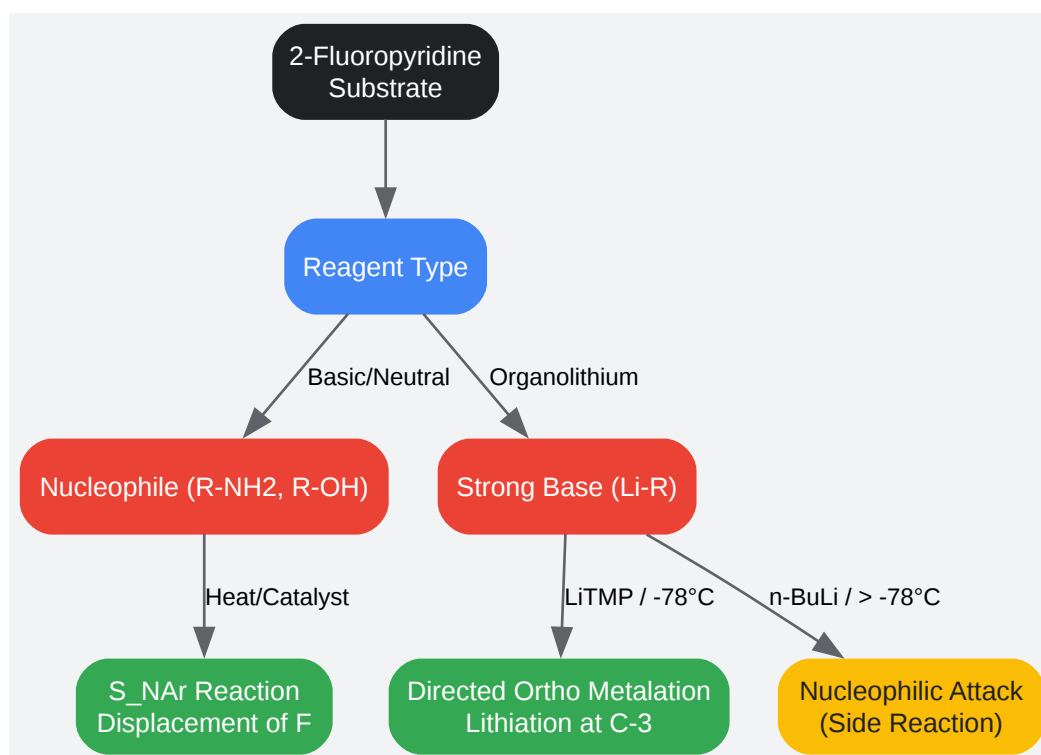 2-Fluoropyridine
Substrate
Reagent Type
Basic/Neutral
Organolithium
Nucleophile (R-NH2, R-OH)
Strong Base (Li-R)
Heat/Catalyst
LiTMP / -78°C
n-BuLi / > -78°C
S_NAr Reaction
Displacement of F
Directed Ortho Metalation
Lithiation at C-3
Nucleophilic Attack
(Side Reaction)